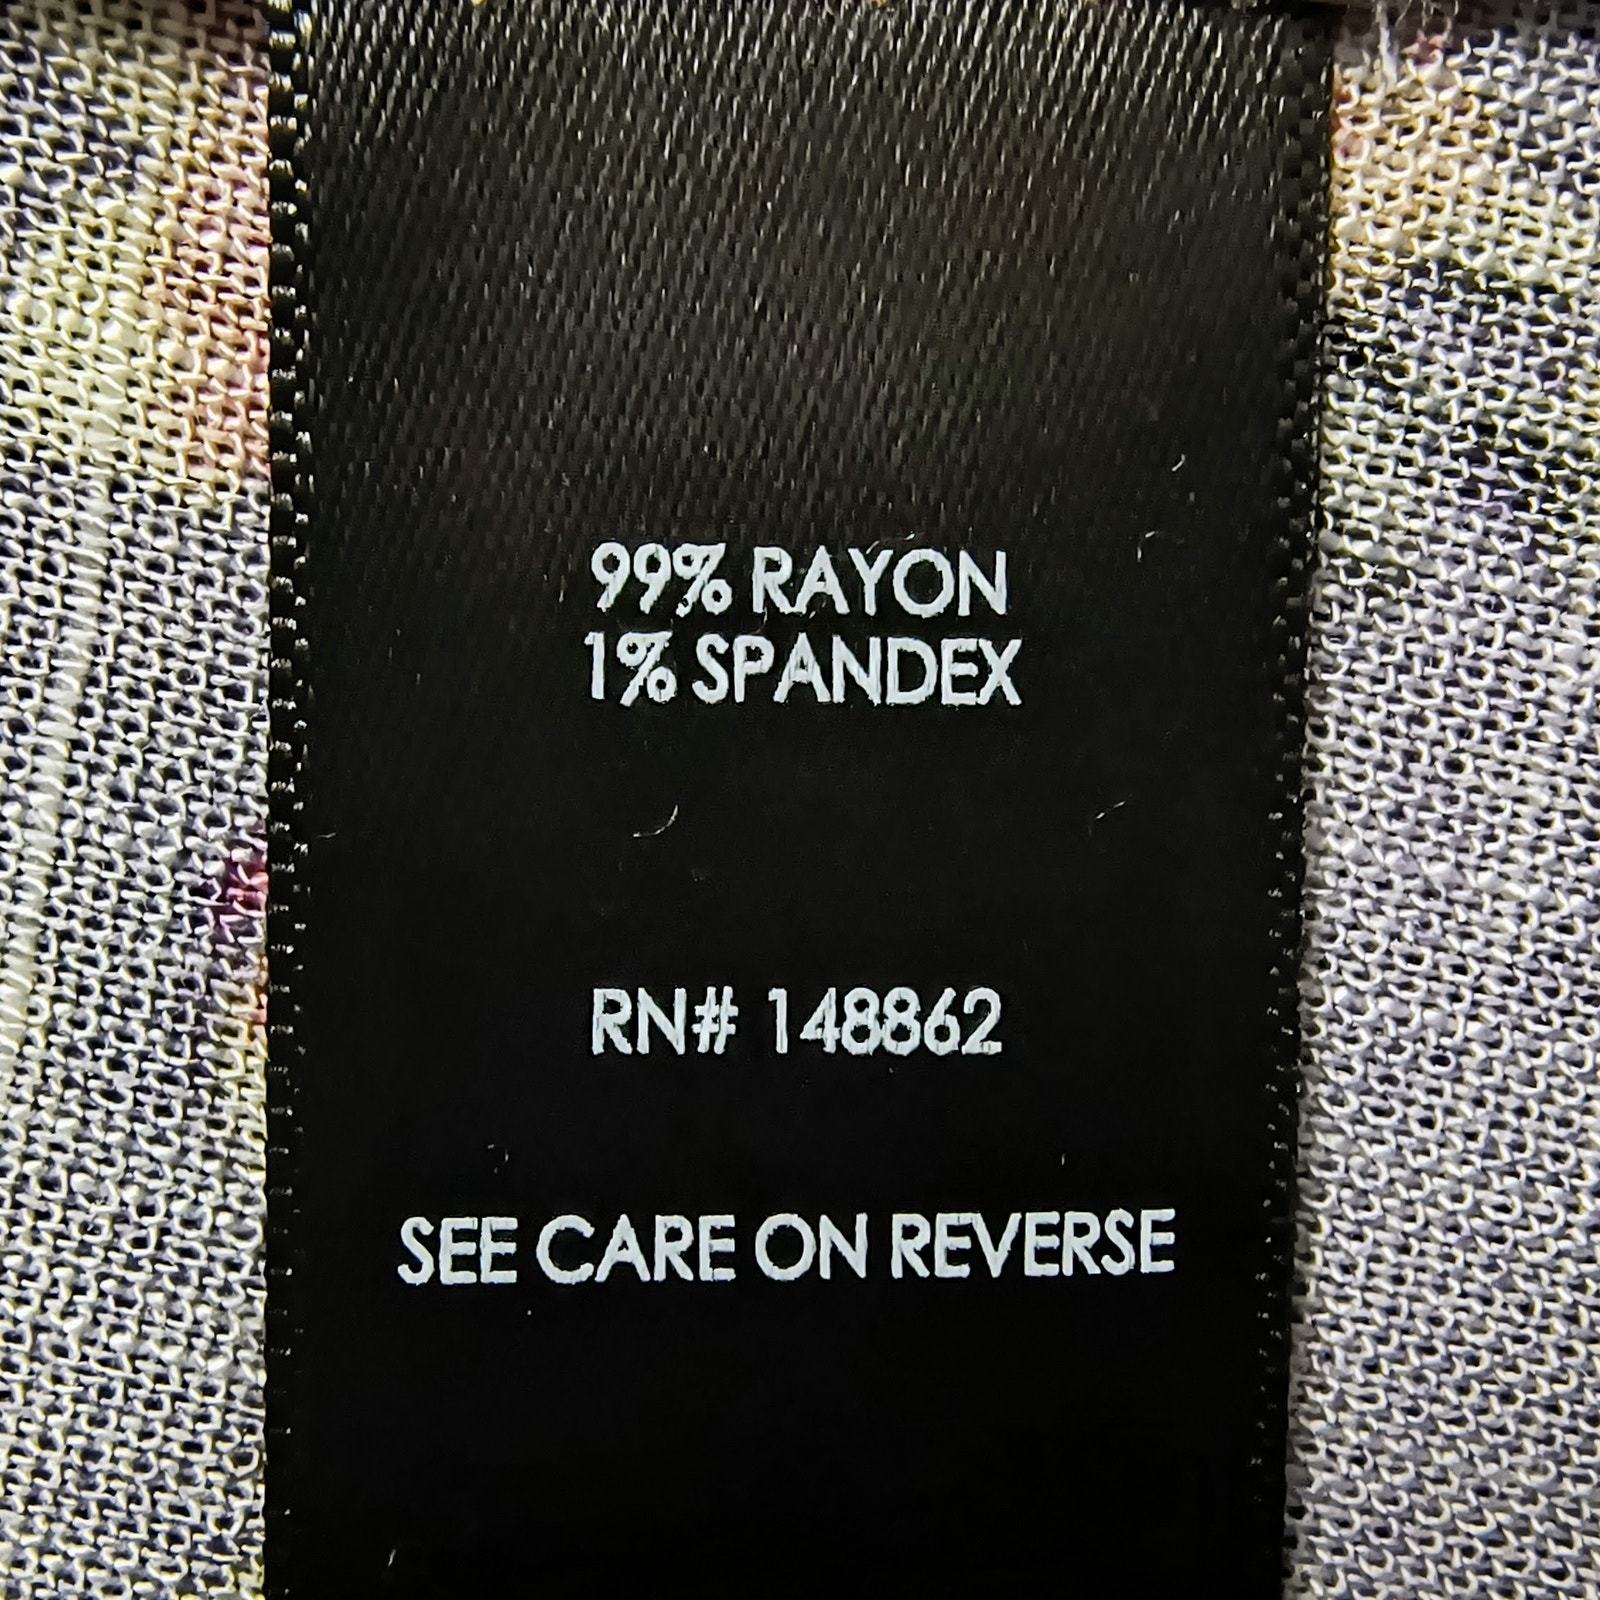 99% RAYON
1% SPANDEX
RN# 148862
SEE CARE ON REVERSE